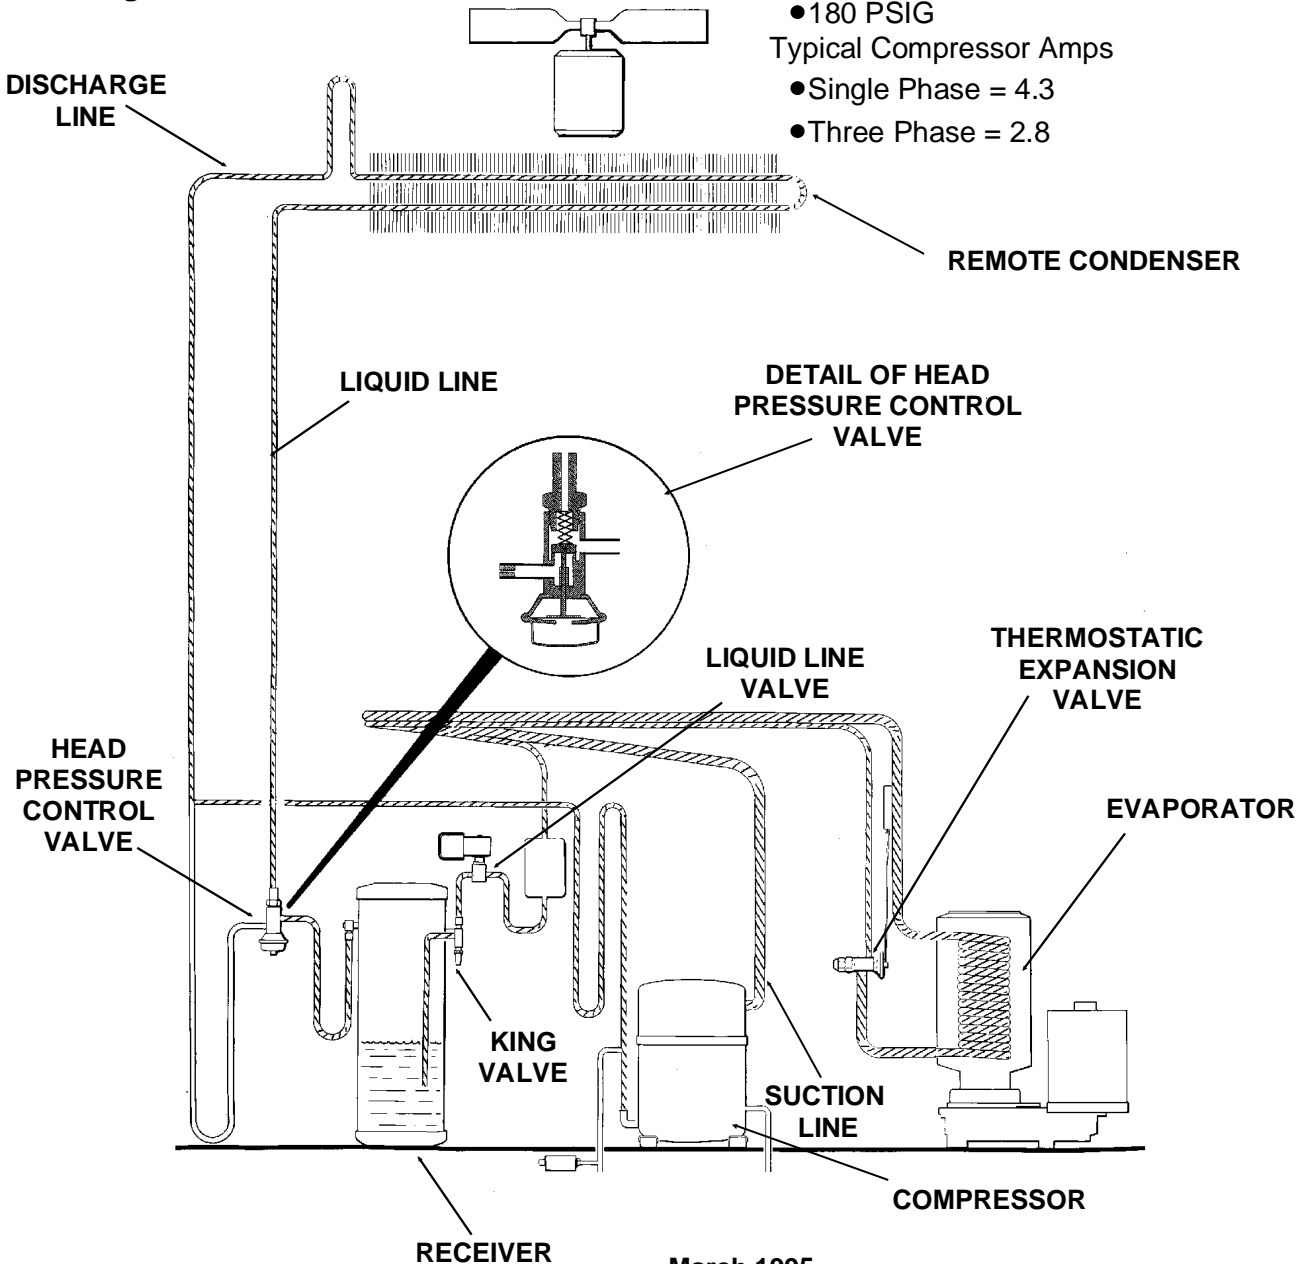 ●180 PSIG
Typical Compressor Amps
●Single Phase = 4.3
●Three Phase = 2.8
DISCHARGE
LINE
REMOTE CONDENSER
LIQUID LINE
DETAIL OF HEAD
PRESSURE CONTROL
VALVE
LIQUID LINE
VALVE
THERMOSTATIC
EXPANSION
VALVE
HEAD
PRESSURE
CONTROL
VALVE
EVAPORATOR
KING
VALVE
SUCTION
LINE
COMPRESSOR
RECEIVER
March 1995